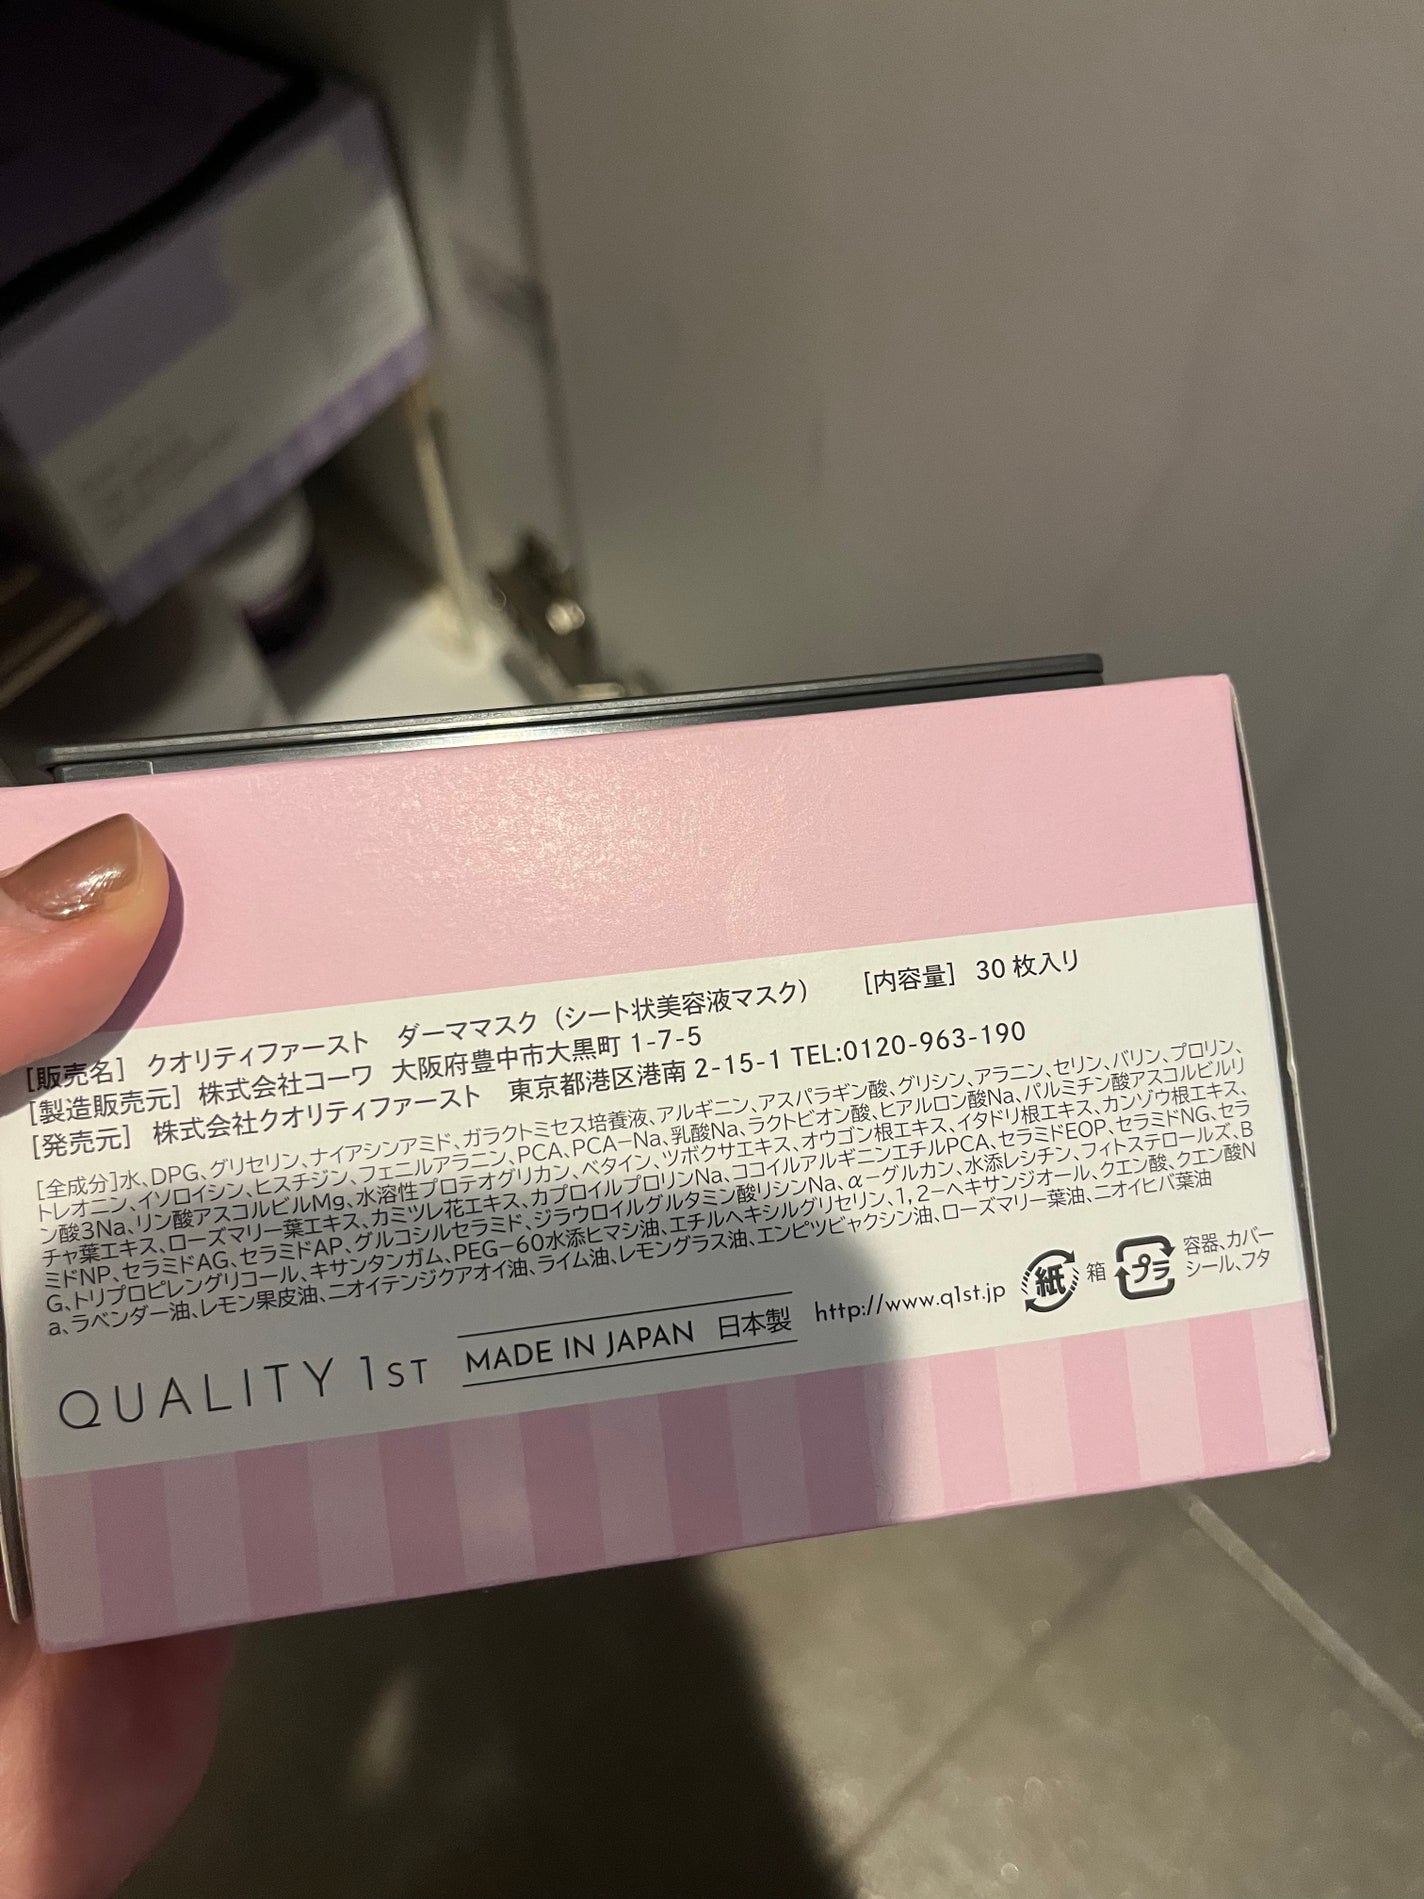 [販売名] クオリティファースト ダーママスク(シート状美容液マスク) [内容量] 30枚入り
[製造販売元] 株式会社コーワ 大阪府豊中市大黒町 1-7-5
[発売元] 株式会社クオリティファースト 東京都港区港南 2-15-1 TEL:0120-963-190
[全成分]水、DPG、グリセリン、ナイアシンアミド、ガラクトミセス培養液、アルギニン、アスパラギン酸、グリシン、アラニン、セリン、バリン、プロリン、
トレオニン、イソロイシン、ヒスチジン、フェニルアラニン、PCA、PCA-Na、乳酸Na、ラクトビオン酸、ヒアルロン酸Na、パルミチン酸アスコルビルリ
ン酸3Na、リン酸アスコルビルMg、水溶性プロテオグリカン、ベタイン、ツボクサエキス、オウゴン根エキス、イタドリ根エキス、カンゾウ根エキス、
チャ葉エキス、ローズマリー葉エキス、カミツレ花エキス、カプロイルプロリンNa、ココイルアルギニンエチルPCA、セラミドEOP、セラミドNG、セラ
ミドNP、セラミドAG、セラミドAP、グルコシルセラミド、ジラウロイルグルタミン酸リシンNa、α-グルカン、水添レシチン、フィトステロールズ、B
G、トリプロピレングリコール、キサンタンガム、PEG-60水添ヒマシ油、エチルヘキシルグリセリン、1,2-ヘキサンジオール、クエン酸、クエン酸N
a、ラベンダー油、レモン果皮油、ニオイテンジクアオイ油、ライム油、レモングラス油、エンピツビャクシン油、ローズマリー葉油、ニオイヒバ葉油
QUALITY 1ST MADE IN JAPAN 日本製 http://www.q1st.jp 紙 箱 プラ 容器、カバー
シール、フタ